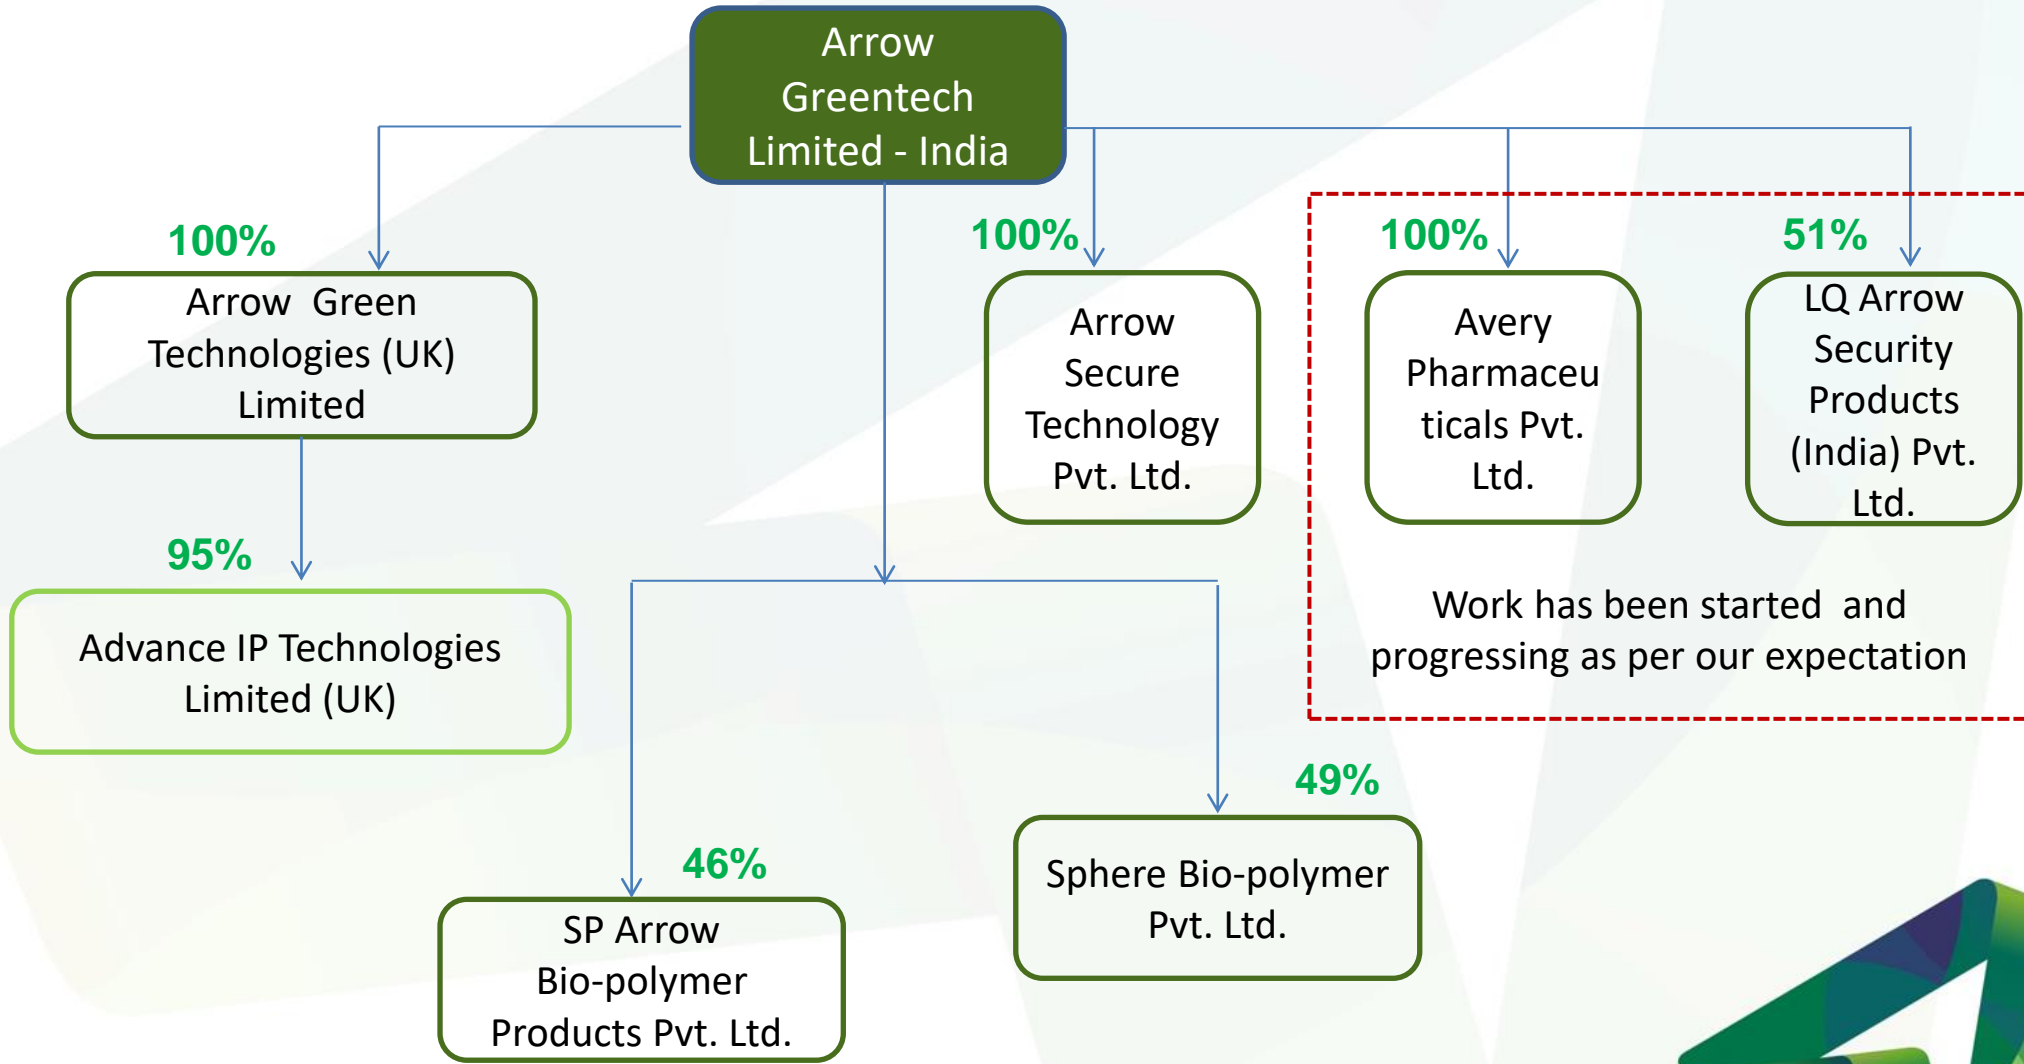 Arrow
Greentech
Limited - India
100%
Arrow Green
Technologies (UK)
Limited
95%
Advance IP Technologies
Limited (UK)
100%
Arrow
Secure
Technology
Pvt. Ltd.
100%
Avery
Pharmaceu
ticals Pvt.
Ltd.
51%
LQ Arrow
Security
Products
(India) Pvt.
Ltd.
Work has been started and
progressing as per our expectation
46%
SP Arrow
Bio-polymer
Products Pvt. Ltd.
49%
Sphere Bio-polymer
Pvt. Ltd.